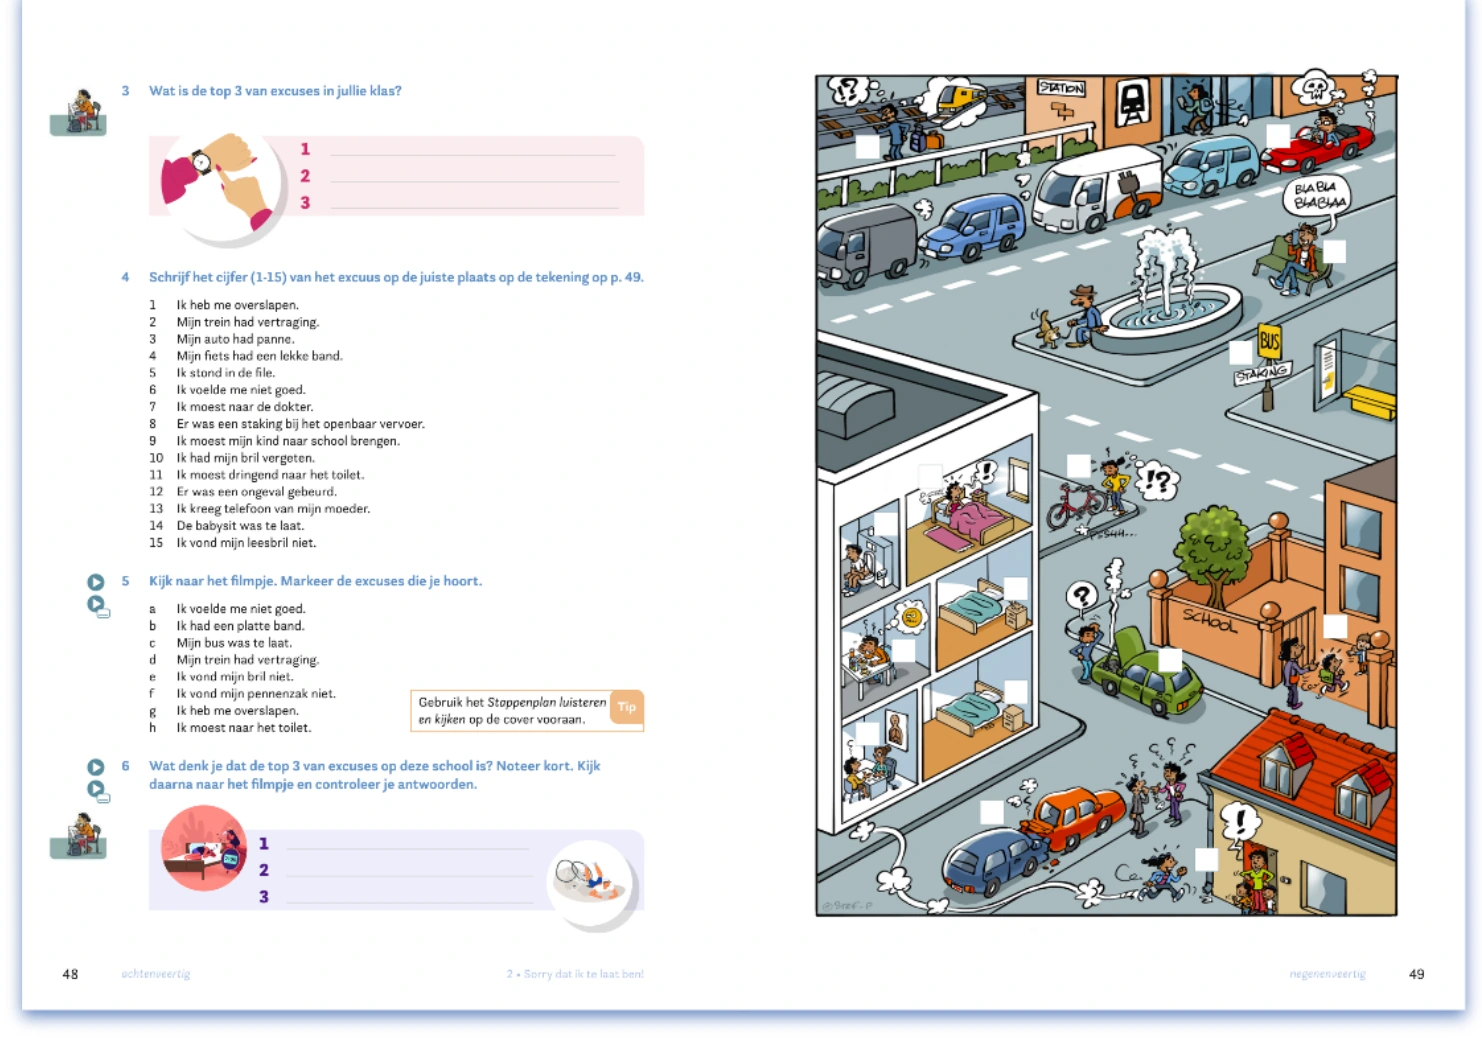 3 Wat is de top 3 van excuses in jullie klas?
1
2
3
4 Schrijf het cijfer (1-15) van het excuus op de juiste plaats op de tekening op p. 49.
1 Ik heb me overslapen.
2 Mijn trein had vertraging.
3 Mijn auto had panne.
4 Mijn fiets had een lekke band.
5 Ik stond in de file.
6 Ik voelde me niet goed.
7 Ik moest naar de dokter.
8 Er was een staking bij het openbaar vervoer.
9 Ik moest mijn kind naar school brengen.
10 Ik had mijn bril vergeten.
11 Ik moest dringend naar het toilet.
12 Er was een ongeval gebeurd.
13 Ik kreeg telefoon van mijn moeder.
14 De babysit was te laat.
15 Ik vond mijn leesbril niet.
5 Kijk naar het filmpje. Markeer de excuses die je hoort.
a Ik voelde me niet goed.
b Ik had een platte band.
c Mijn bus was te laat.
d Mijn trein had vertraging.
e Ik vond mijn bril niet.
f Ik vond mijn pennenzak niet.
g Ik heb me overslapen.
h Ik moest naar het toilet.
Gebruik het Stappenplan luisteren
en kijken op de cover vooraan.
Tip
6 Wat denk je dat de top 3 van excuses op deze school is? Noteer kort. Kijk
daarna naar het filmpje en controleer je antwoorden.
1
2
3
48 achtenveertig
2 • Sorry dat ik te laat ben!
!?
STATION
BLA BLA
BLABLAA
BUS
STAKING
!
!?
PSSHH...
?
SCHOOL
!
©STEF-P
negenenveertig 49